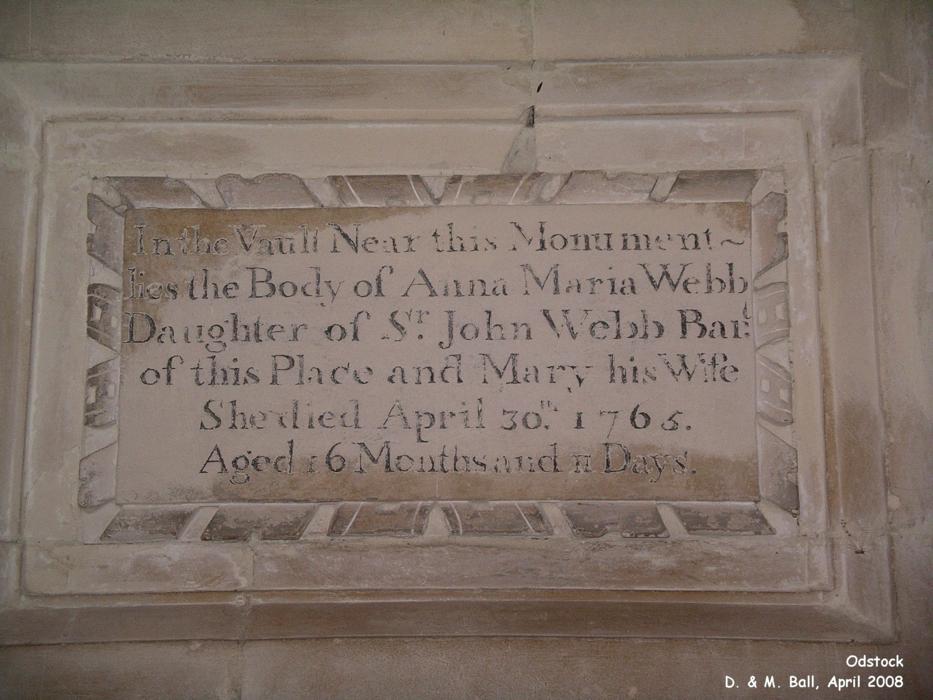 In the Vault Near this Monument~
lies the Body of Anna Maria Webb
Daughter of Sr. John Webb Bart.
of this Place and Mary his Wife
She died April 30th. 1765.
Aged 16 Months and 11 Days.
Odstock
D. & M. Ball, April 2008